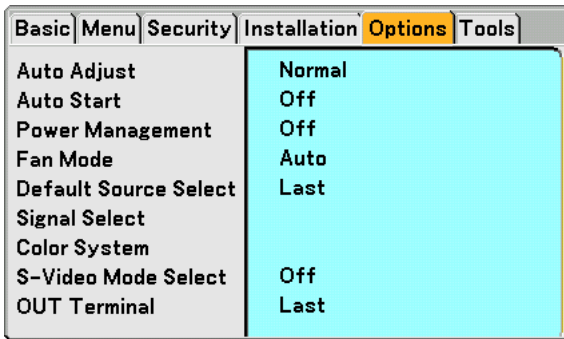 Basic Menu Security Installation Options Tools
Auto Adjust Normal
Auto Start Off
Power Management Off
Fan Mode Auto
Default Source Select Last
Signal Select
Color System
S-Video Mode Select Off
OUT Terminal Last